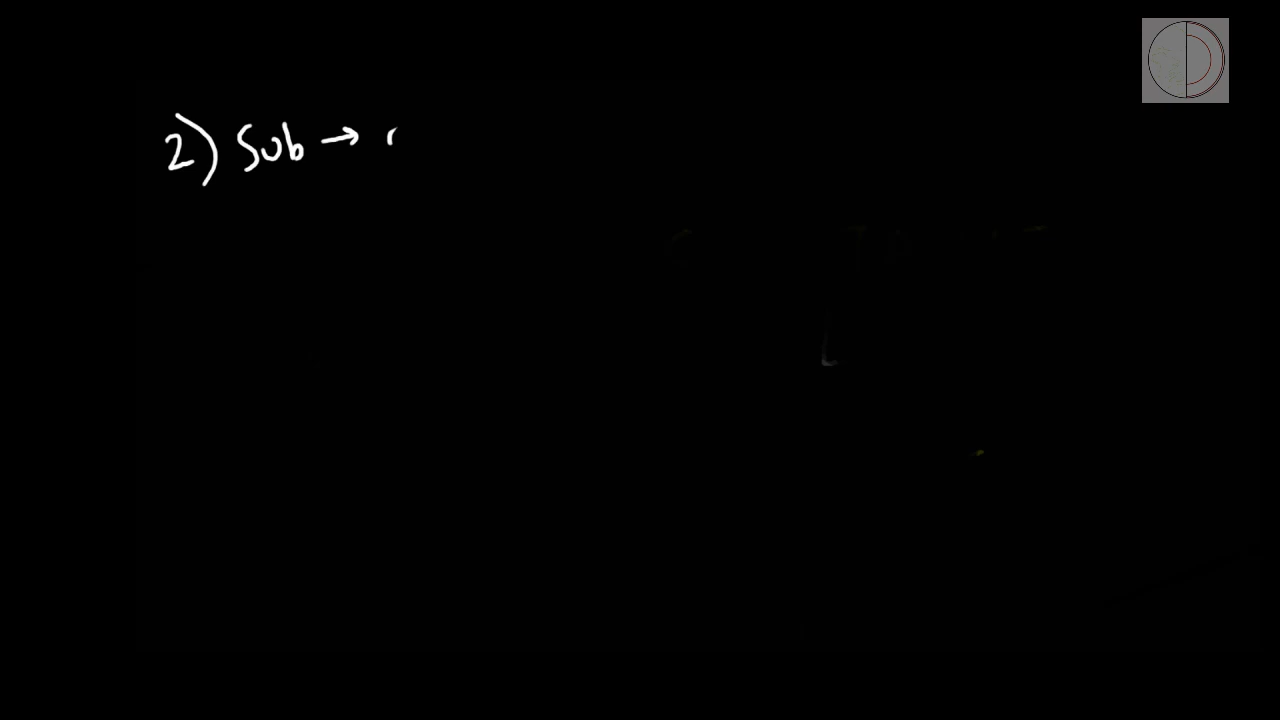 2) Sub →